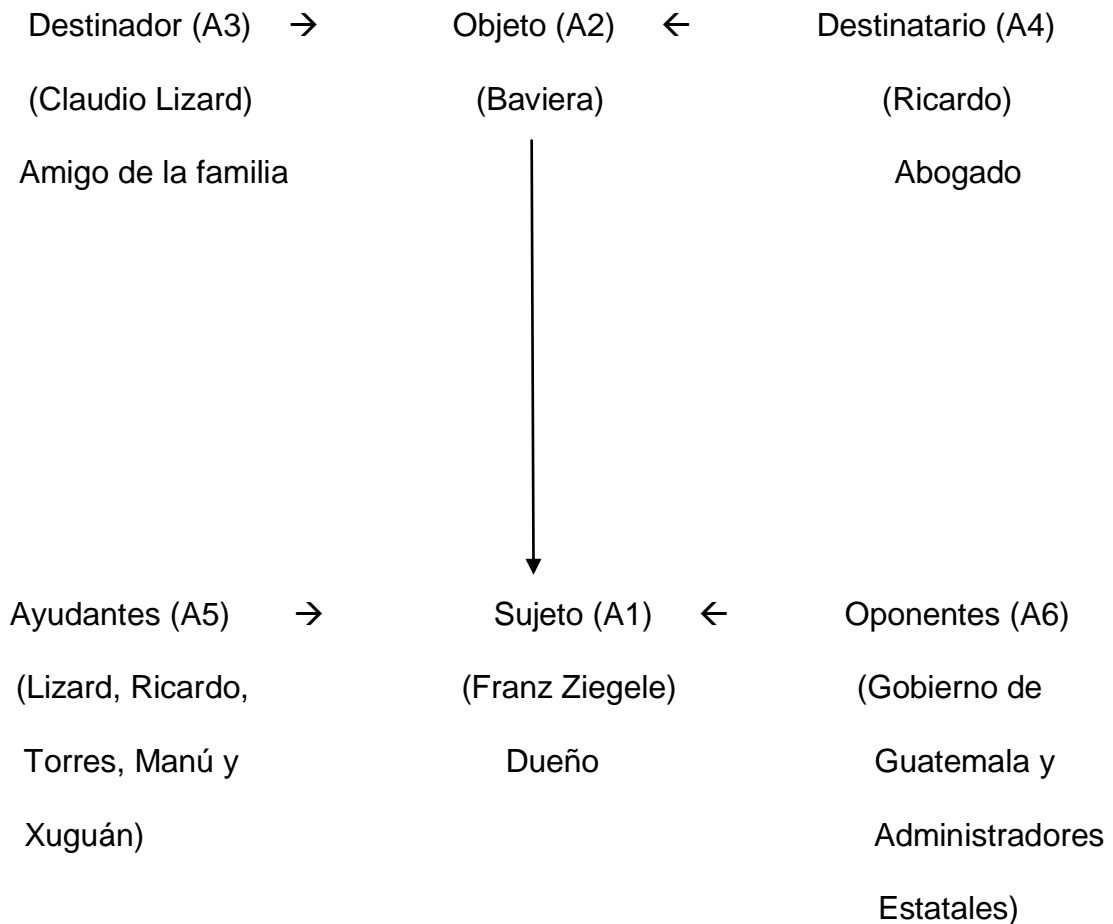 Destinador (A3) → Objeto (A2) ← Destinatario (A4)
(Claudio Lizard) (Baviera) (Ricardo)
Amigo de la familia Abogado
Ayudantes (A5) → Sujeto (A1) ← Oponentes (A6)
(Lizard, Ricardo, (Franz Ziegele) (Gobierno de
Torres, Manú y Dueño Guatemala y
Xuguán) Administradores
Estatales)